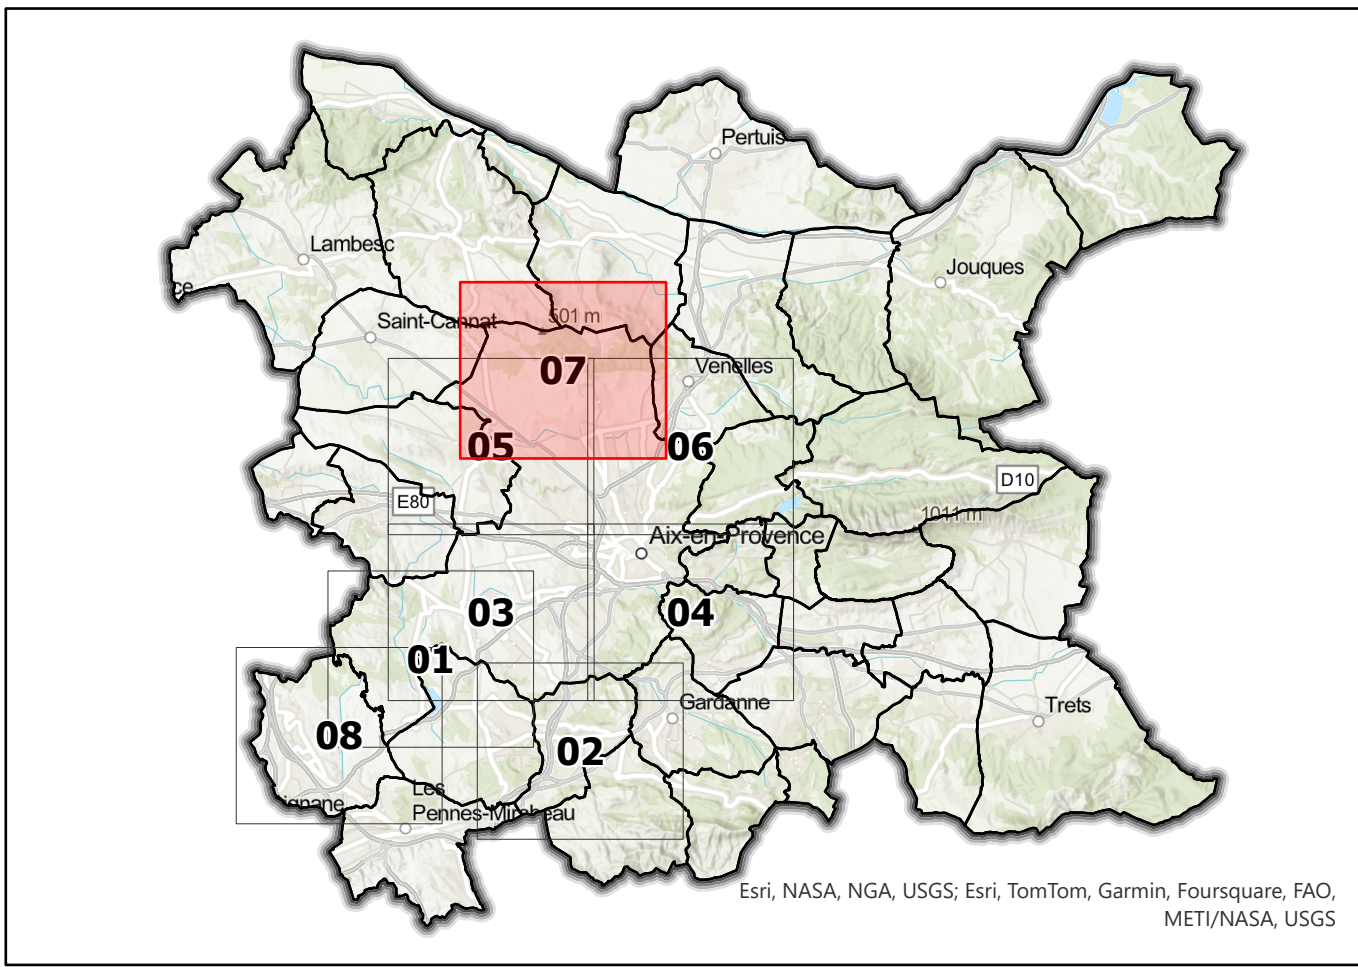 Pertuis
Lambesc
Jouques
ce
501 m
Saint-Cannat
07
Venelles
05
06
D10
E80
1011 m
Aix-en-Provence
03
04
01
Gardanne
Trets
08
02
Les
Pennes-Mirabeau
ignane
Esri, NASA, NGA, USGS; Esri, TomTom, Garmin, Foursquare, FAO,
METI/NASA, USGS